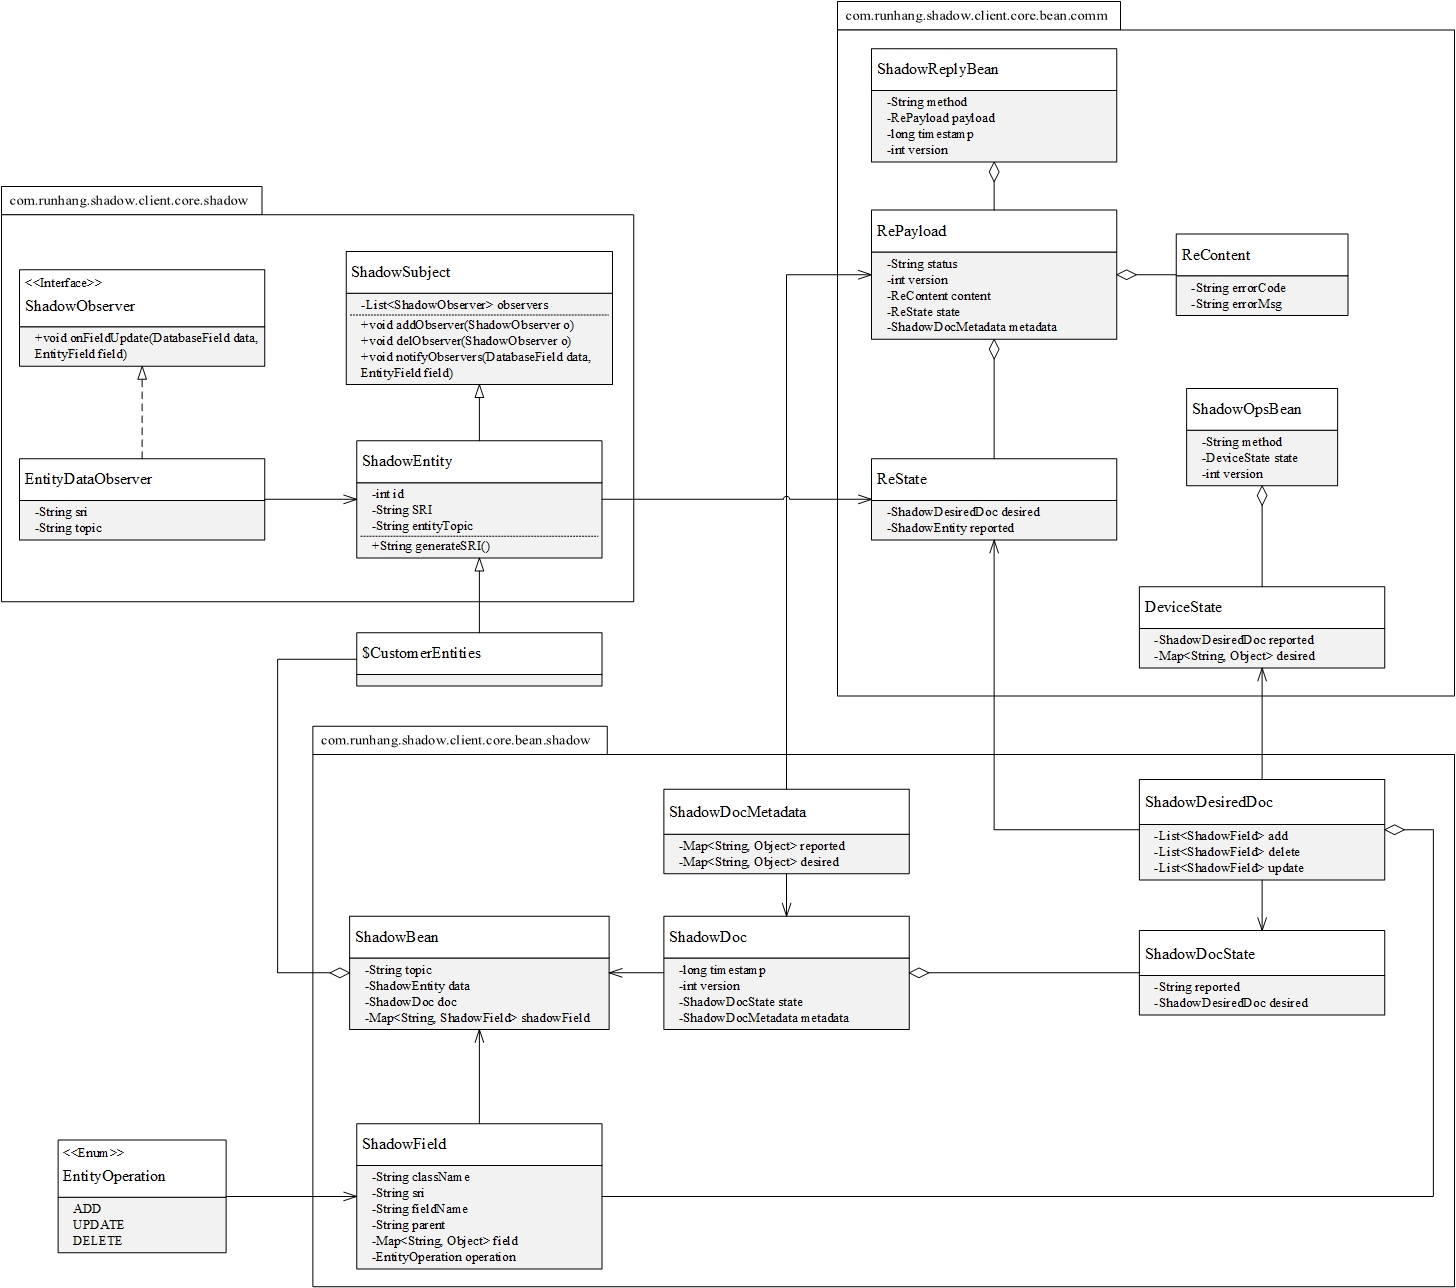 com.runhang.shadow.client.core.bean.comm
ShadowReplyBean
-String method
-RePayload payload
-long timestamp
-int version
RePayload
-String status
-int version
-ReContent content
-ReState state
-ShadowDocMetadata metadata
ReContent
-String errorCode
-String errorMsg
ShadowOpsBean
-String method
-DeviceState state
-int version
ReState
-ShadowDesiredDoc desired
-ShadowEntity reported
DeviceState
-ShadowDesiredDoc reported
-Map<String, Object> desired
com.runhang.shadow.client.core.shadow
<<Interface>>
ShadowObserver
+void onFieldUpdate(DatabaseField data,
EntityField field)
ShadowSubject
-List<ShadowObserver> observers
+void addObserver(ShadowObserver o)
+void delObserver(ShadowObserver o)
+void notifyObservers(DatabaseField data,
EntityField field)
EntityDataObserver
-String sri
-String topic
ShadowEntity
-int id
-String SRI
-String entityTopic
+String generateSRI()
$CustomerEntities
com.runhang.shadow.client.core.bean.shadow
ShadowDocMetadata
-Map<String, Object> reported
-Map<String, Object> desired
ShadowDesiredDoc
-List<ShadowField> add
-List<ShadowField> delete
-List<ShadowField> update
ShadowBean
-String topic
-ShadowEntity data
-ShadowDoc doc
-Map<String, ShadowField> shadowField
ShadowDoc
-long timestamp
-int version
-ShadowDocState state
-ShadowDocMetadata metadata
ShadowDocState
-String reported
-ShadowDesiredDoc desired
<<Enum>>
EntityOperation
ADD
UPDATE
DELETE
ShadowField
-String className
-String sri
-String fieldName
-String parent
-Map<String, Object> field
-EntityOperation operation